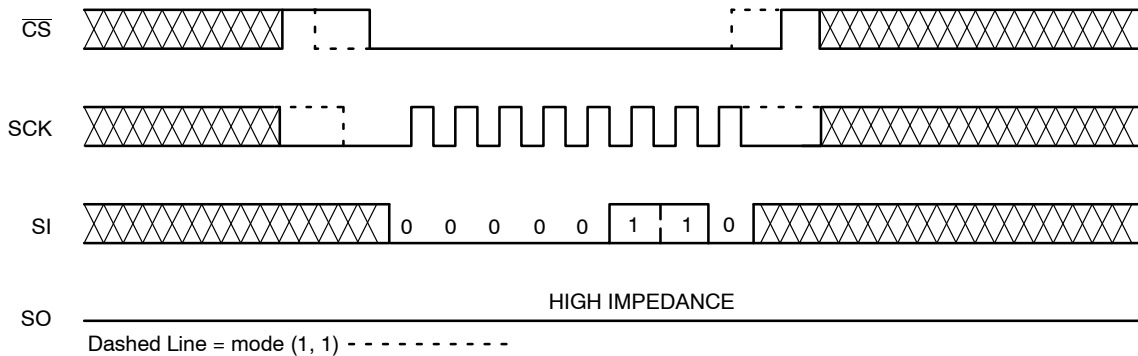 CS
SCK
SI 0 0 0 0 0 1 1 0
HIGH IMPEDANCE
SO
Dashed Line = mode (1, 1)